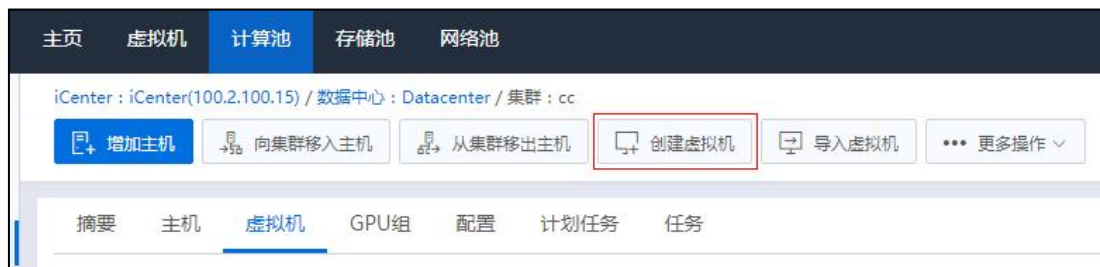 主页 虚拟机 计算池 存储池 网络池
iCenter：iCenter(100.2.100.15) / 数据中心：Datacenter / 集群：cc
增加主机 向集群移入主机 从集群移出主机 创建虚拟机 导入虚拟机 ••• 更多操作
摘要 主机 虚拟机 GPU组 配置 计划任务 任务